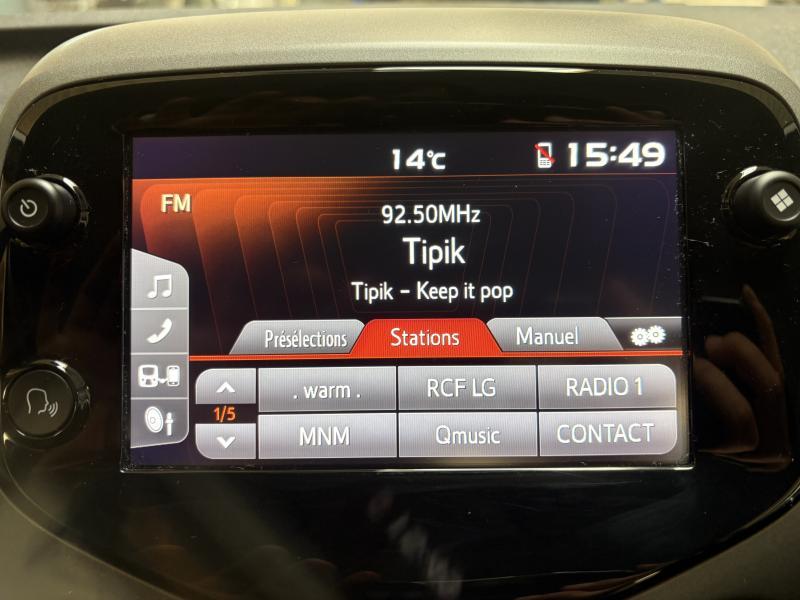 14°C 15:49
FM
92.50MHz
Tipik
Tipik - Keep it pop
Présélections Stations Manuel
. warm . RCF LG RADIO 1
1/5
MNM Qmusic CONTACT